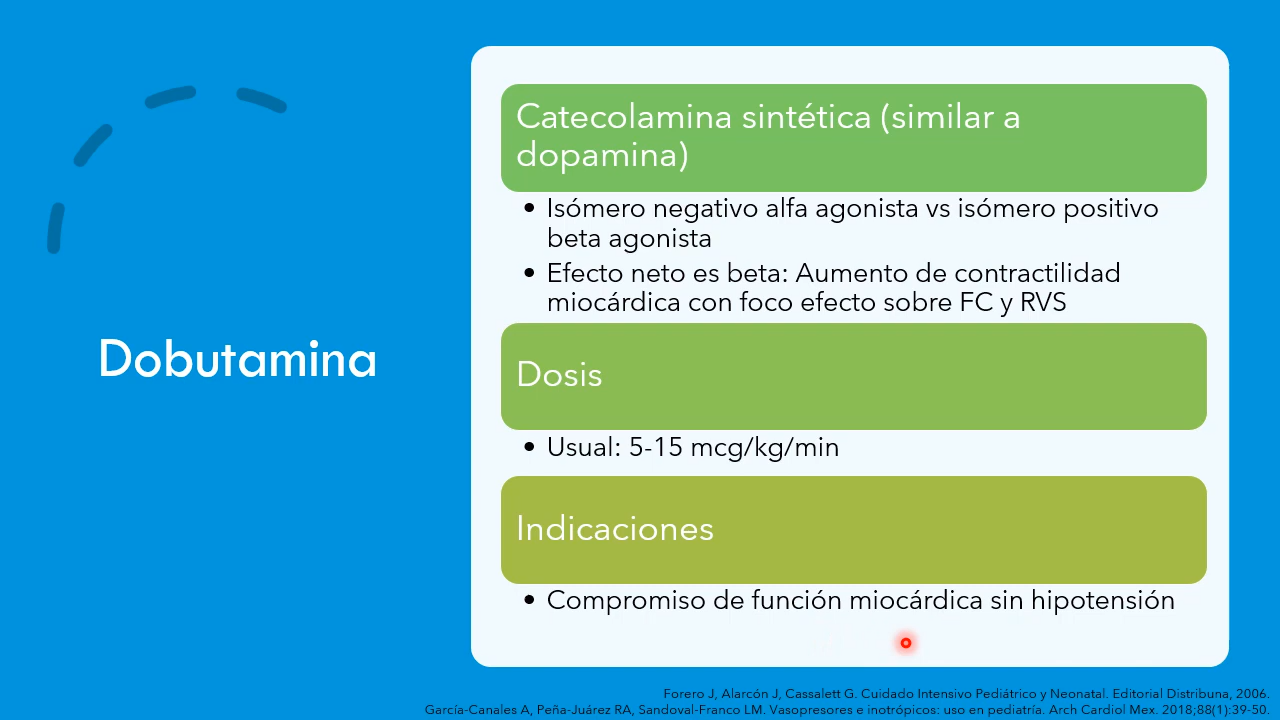 Dobutamina
Catecolamina sintética (similar a
dopamina)
• Isómero negativo alfa agonista vs isómero positivo
beta agonista
• Efecto neto es beta: Aumento de contractilidad
miocárdica con foco efecto sobre FC y RVS
Dosis
• Usual: 5-15 mcg/kg/min
Indicaciones
• Compromiso de función miocárdica sin hipotensión
Forero J, Alarcón J, Cassalett G. Cuidado Intensivo Pediátrico y Neonatal. Editorial Distribuna, 2006.
García-Canales A, Peña-Juárez RA, Sandoval-Franco LM. Vasopresores e inotrópicos: uso en pediatría. Arch Cardiol Mex. 2018;88(1):39-50.